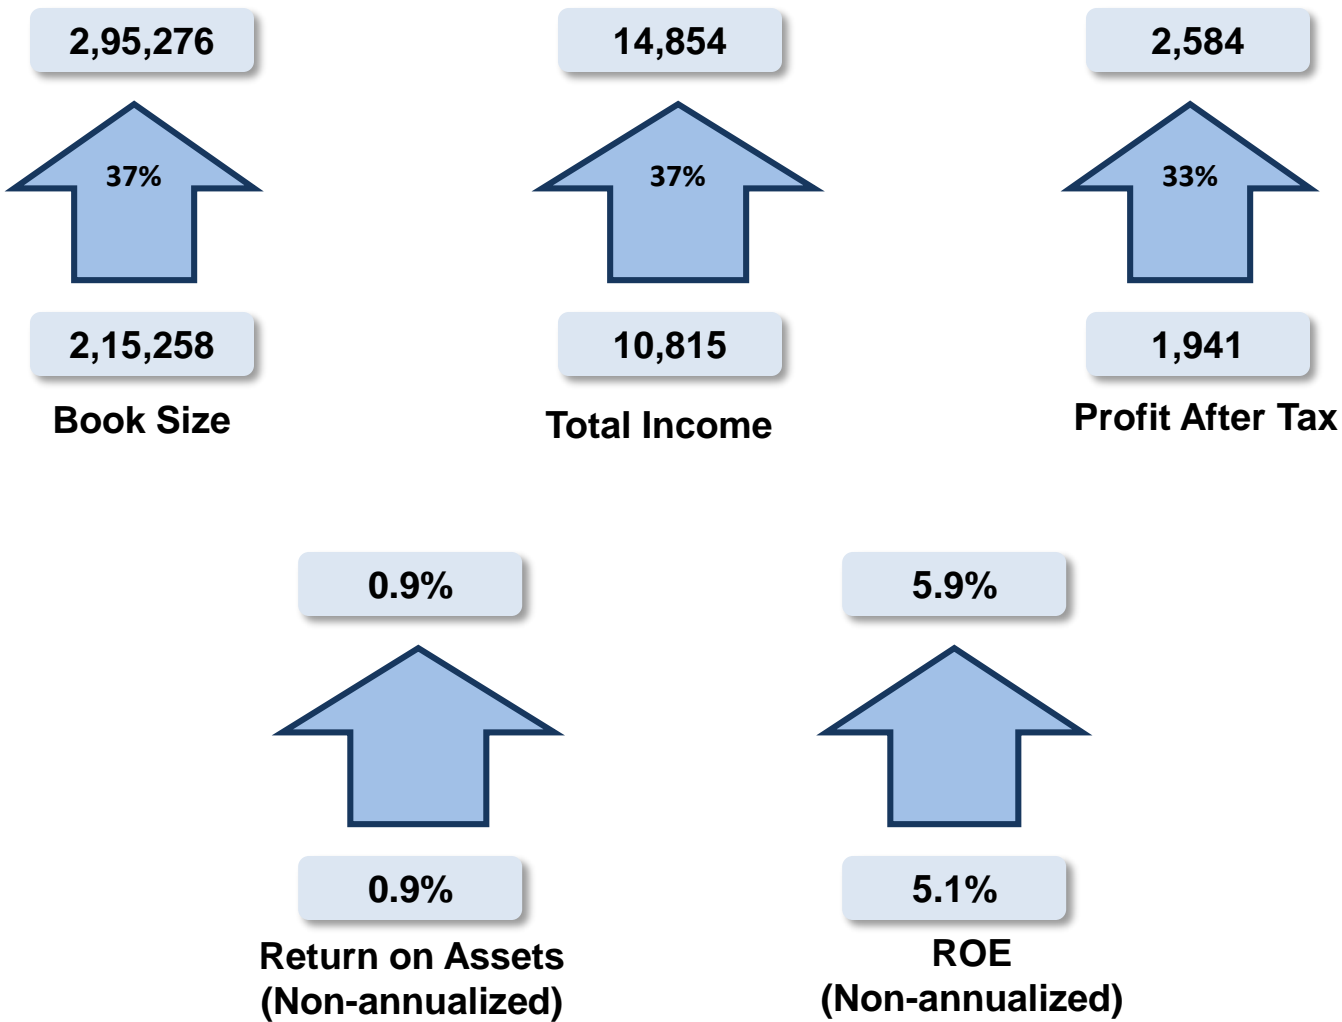 2,95,276
14,854
2,584
37%
37%
33%
2,15,258
10,815
1,941
Book Size
Total Income
Profit After Tax
0.9%
5.9%
0.9%
5.1%
Return on Assets
(Non-annualized)
ROE
(Non-annualized)